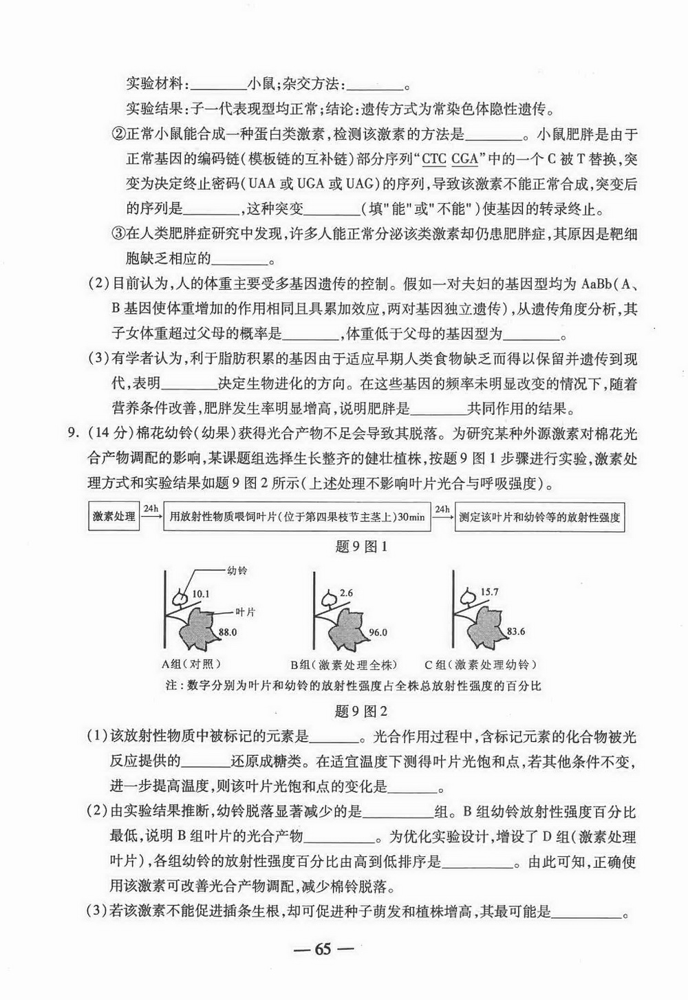 实验材料:________小鼠;杂交方法:________。
实验结果:子一代表现型均正常;结论:遗传方式为常染色体隐性遗传。
②正常小鼠能合成一种蛋白类激素,检测该激素的方法是________。小鼠肥胖是由于
正常基因的编码链(模板链的互补链)部分序列“CTC CGA”中的一个 C 被 T 替换,突
变为决定终止密码(UAA 或 UGA 或 UAG)的序列,导致该激素不能正常合成,突变后
的序列是________,这种突变________(填"能"或"不能")使基因的转录终止。
③在人类肥胖症研究中发现,许多人能正常分泌该类激素却仍患肥胖症,其原因是靶细
胞缺乏相应的________。
(2)目前认为,人的体重主要受多基因遗传的控制。假如一对夫妇的基因型均为 AaBb(A、
B 基因使体重增加的作用相同且具累加效应,两对基因独立遗传),从遗传角度分析,其
子女体重超过父母的概率是________,体重低于父母的基因型为________。
(3)有学者认为,利于脂肪积累的基因由于适应早期人类食物缺乏而得以保留并遗传到现
代,表明________决定生物进化的方向。在这些基因的频率未明显改变的情况下,随着
营养条件改善,肥胖发生率明显增高,说明肥胖是________共同作用的结果。
9. (14 分)棉花幼铃(幼果)获得光合产物不足会导致其脱落。为研究某种外源激素对棉花光
合产物调配的影响,某课题组选择生长整齐的健壮植株,按题 9 图 1 步骤进行实验,激素处
理方式和实验结果如题 9 图 2 所示(上述处理不影响叶片光合与呼吸强度)。
激素处理 24h 用放射性物质喂饲叶片(位于第四果枝节主茎上)30min 24h 测定该叶片和幼铃等的放射性强度
题 9 图 1
幼铃
10.1 2.6 15.7
叶片
88.0 96.0 83.6
A组(对照) B组(激素处理全株) C 组(激素处理幼铃)
注:数字分别为叶片和幼铃的放射性强度占全株总放射性强度的百分比
题 9 图 2
(1)该放射性物质中被标记的元素是_______。光合作用过程中,含标记元素的化合物被光
反应提供的_______还原成糖类。在适宜温度下测得叶片光饱和点,若其他条件不变,
进一步提高温度,则该叶片光饱和点的变化是_______。
(2)由实验结果推断,幼铃脱落显著减少的是__________组。B 组幼铃放射性强度百分比
最低,说明 B 组叶片的光合产物__________。为优化实验设计,增设了 D 组(激素处理
叶片),各组幼铃的放射性强度百分比由高到低排序是__________。由此可知,正确使
用该激素可改善光合产物调配,减少棉铃脱落。
(3)若该激素不能促进插条生根,却可促进种子萌发和植株增高,其最可能是__________。
— 65 —